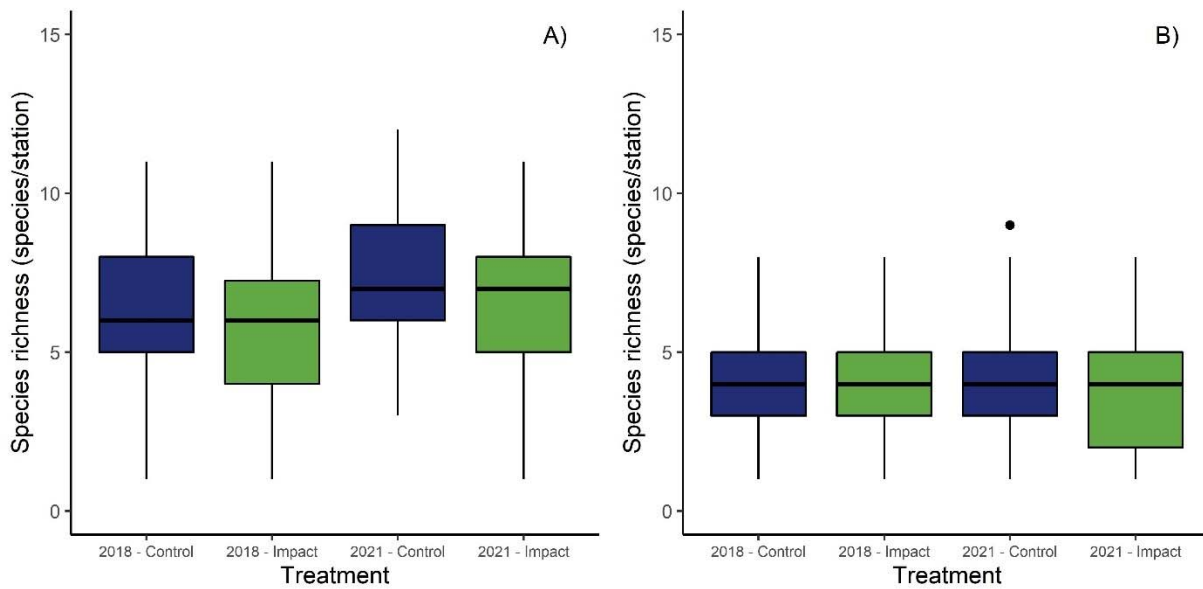 A)
Species richness (species/station)
15
10
5
0
2018 - Control 2018 - Impact 2021 - Control 2021 - Impact
Treatment
B)
Species richness (species/station)
15
10
5
0
2018 - Control 2018 - Impact 2021 - Control 2021 - Impact
Treatment